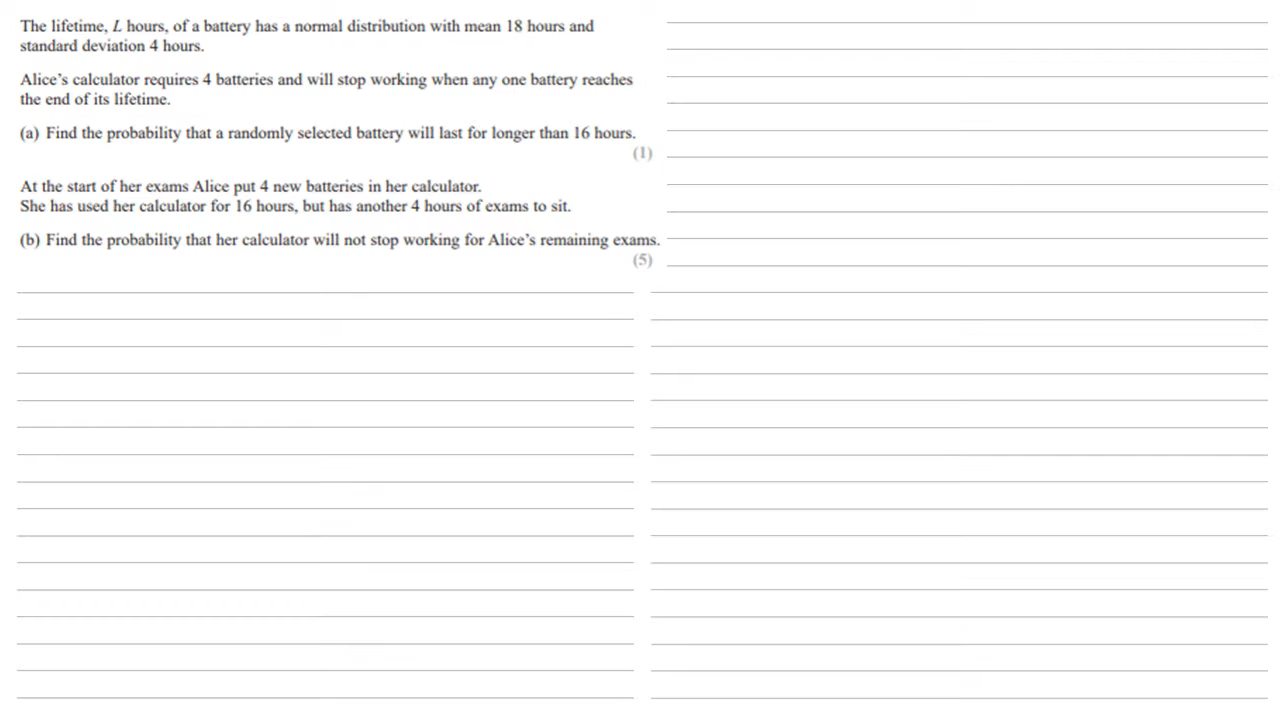 The lifetime, L hours, of a battery has a normal distribution with mean 18 hours and
standard deviation 4 hours.
Alice's calculator requires 4 batteries and will stop working when any one battery reaches
the end of its lifetime.
(a) Find the probability that a randomly selected battery will last for longer than 16 hours.
(1)
At the start of her exams Alice put 4 new batteries in her calculator.
She has used her calculator for 16 hours, but has another 4 hours of exams to sit.
(b) Find the probability that her calculator will not stop working for Alice's remaining exams.
(5)